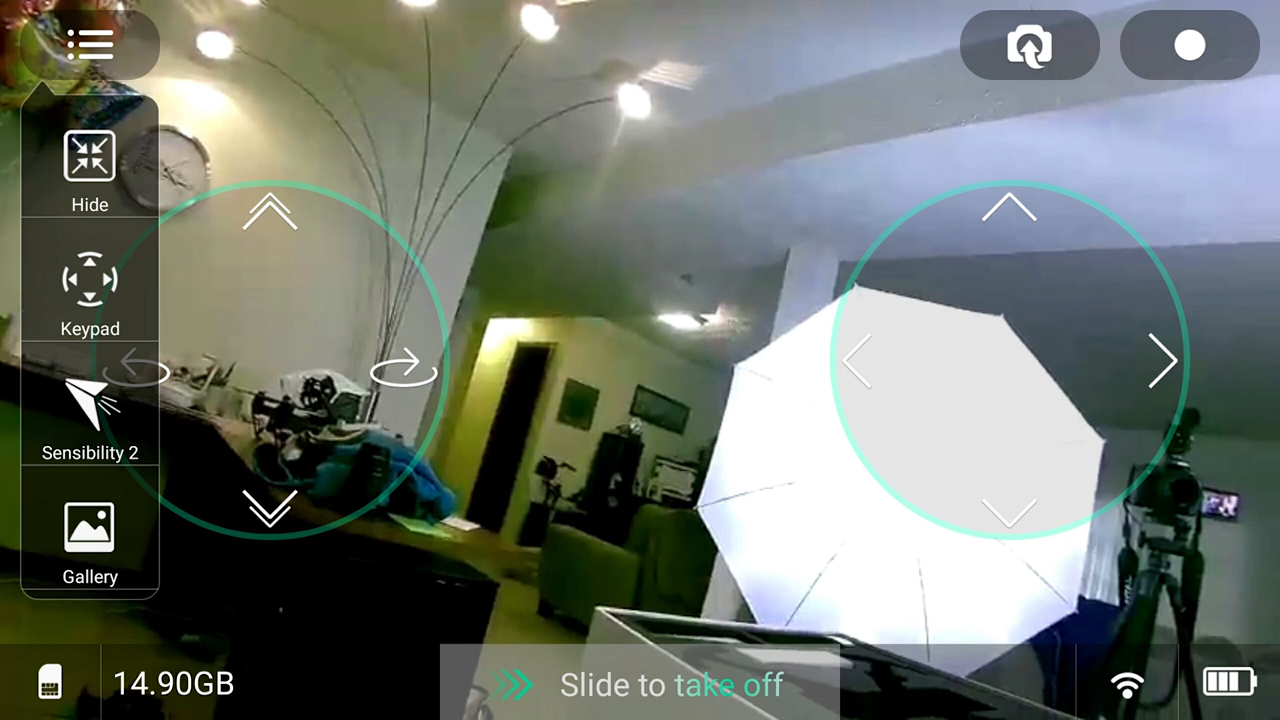 Hide
Keypad
Sensibility 2
Gallery
14.90GB
Slide to take off